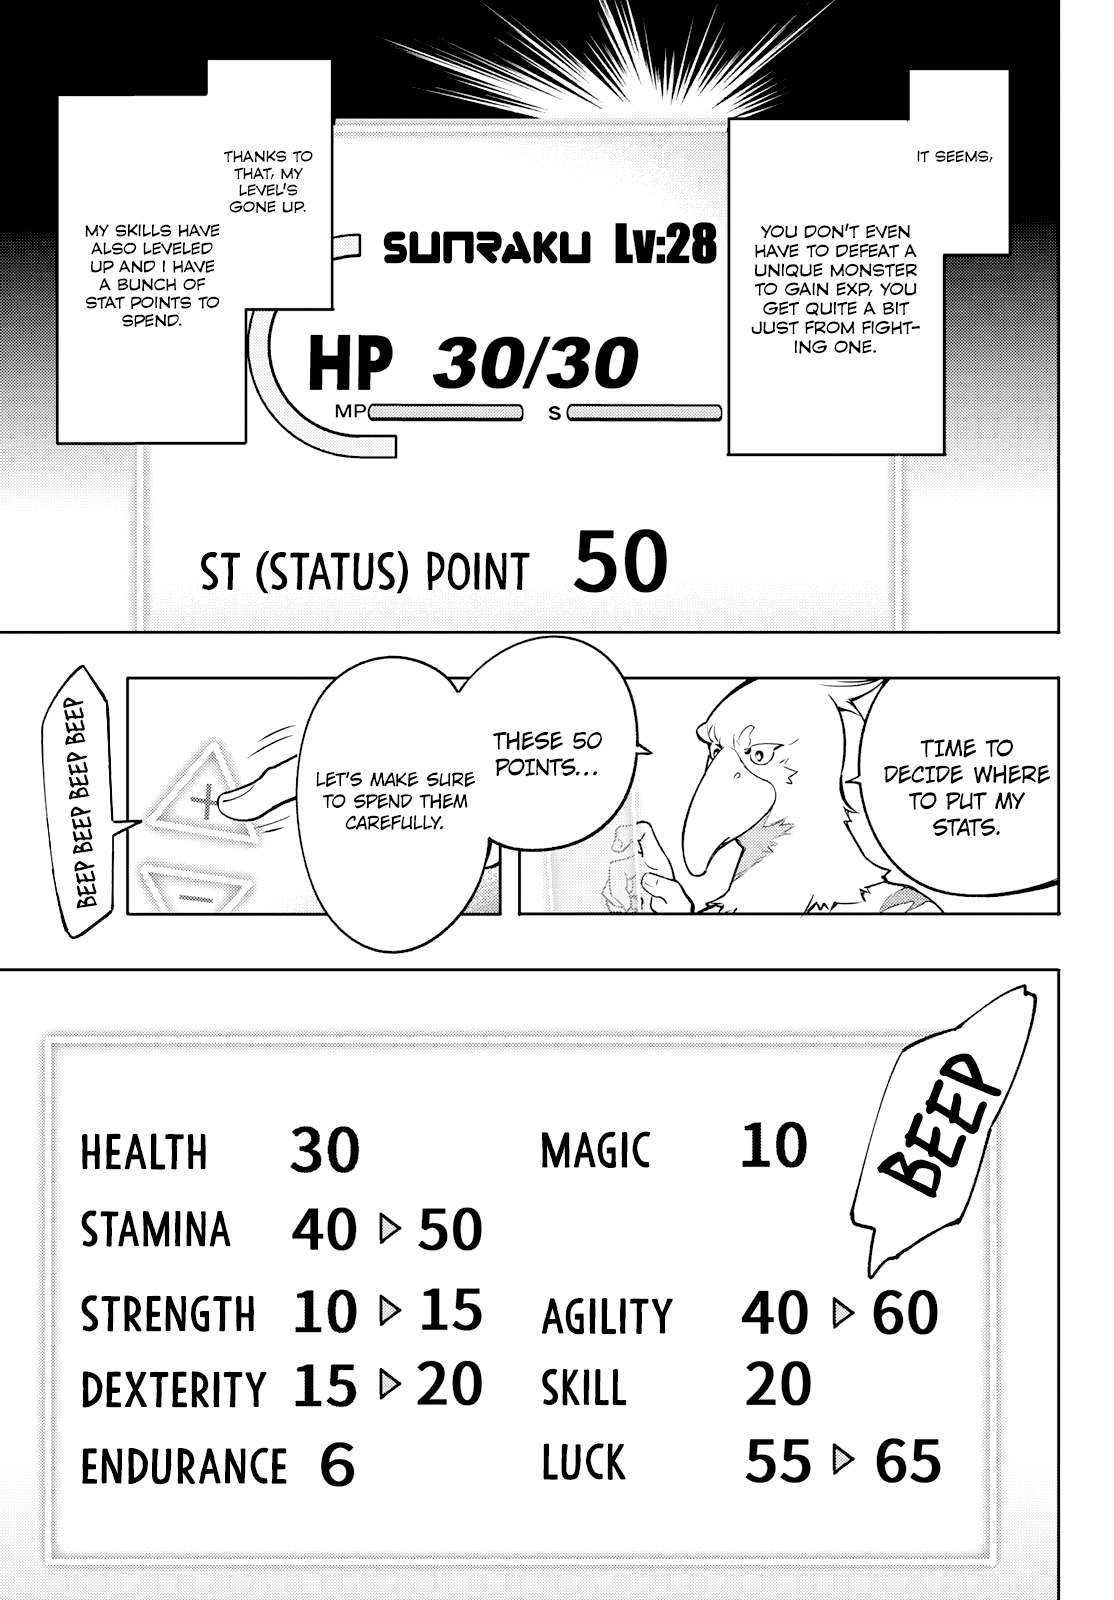 IT SEEMS,
YOU DON'T EVEN
HAVE TO DEFEAT A
UNIQUE MONSTER
TO GAIN EXP, YOU
GET QUITE A BIT
JUST FROM FIGHT-
ING ONE.
THANKS TO
THAT, MY
LEVEL'S
GONE UP.
MY SKILLS HAVE
ALSO LEVELED
UP AND I HAVE
A BUNCH OF
STAT POINTS TO
SPEND.
SUNRAKU Lv:28
HP 30/30
MP S
ST (STATUS) POINT 50
TIME TO
DECIDE WHERE
TO PUT MY
STATS.
THESE 50
POINTS...
LET'S MAKE SURE
TO SPEND THEM
CAREFULLY.
+
-
BEEP BEEP BEEP BEEP
BEEP
HEALTH 30 MAGIC 10
STAMINA 40 ▷ 50
STRENGTH 10 ▷ 15 AGILITY 40 ▷ 60
DEXTERITY 15 ▷ 20 SKILL 20
ENDURANCE 6 LUCK 55 ▷ 65